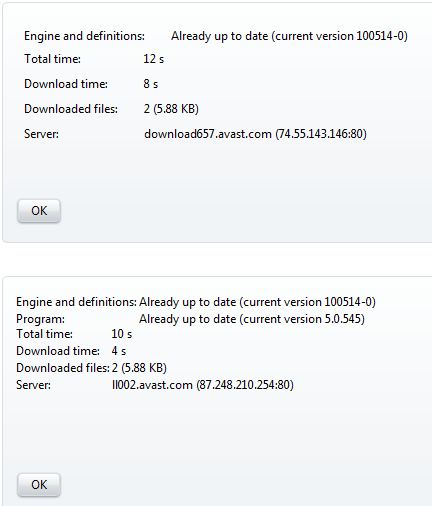 Engine and definitions: Already up to date (current version 100514-0)
Total time: 12 s
Download time: 8 s
Downloaded files: 2 (5.88 KB)
Server: download657.avast.com (74.55.143.146:80)
OK
Engine and definitions: Already up to date (current version 100514-0)
Program: Already up to date (current version 5.0.545)
Total time: 10 s
Download time: 4 s
Downloaded files: 2 (5.88 KB)
Server: ll002.avast.com (87.248.210.254:80)
OK